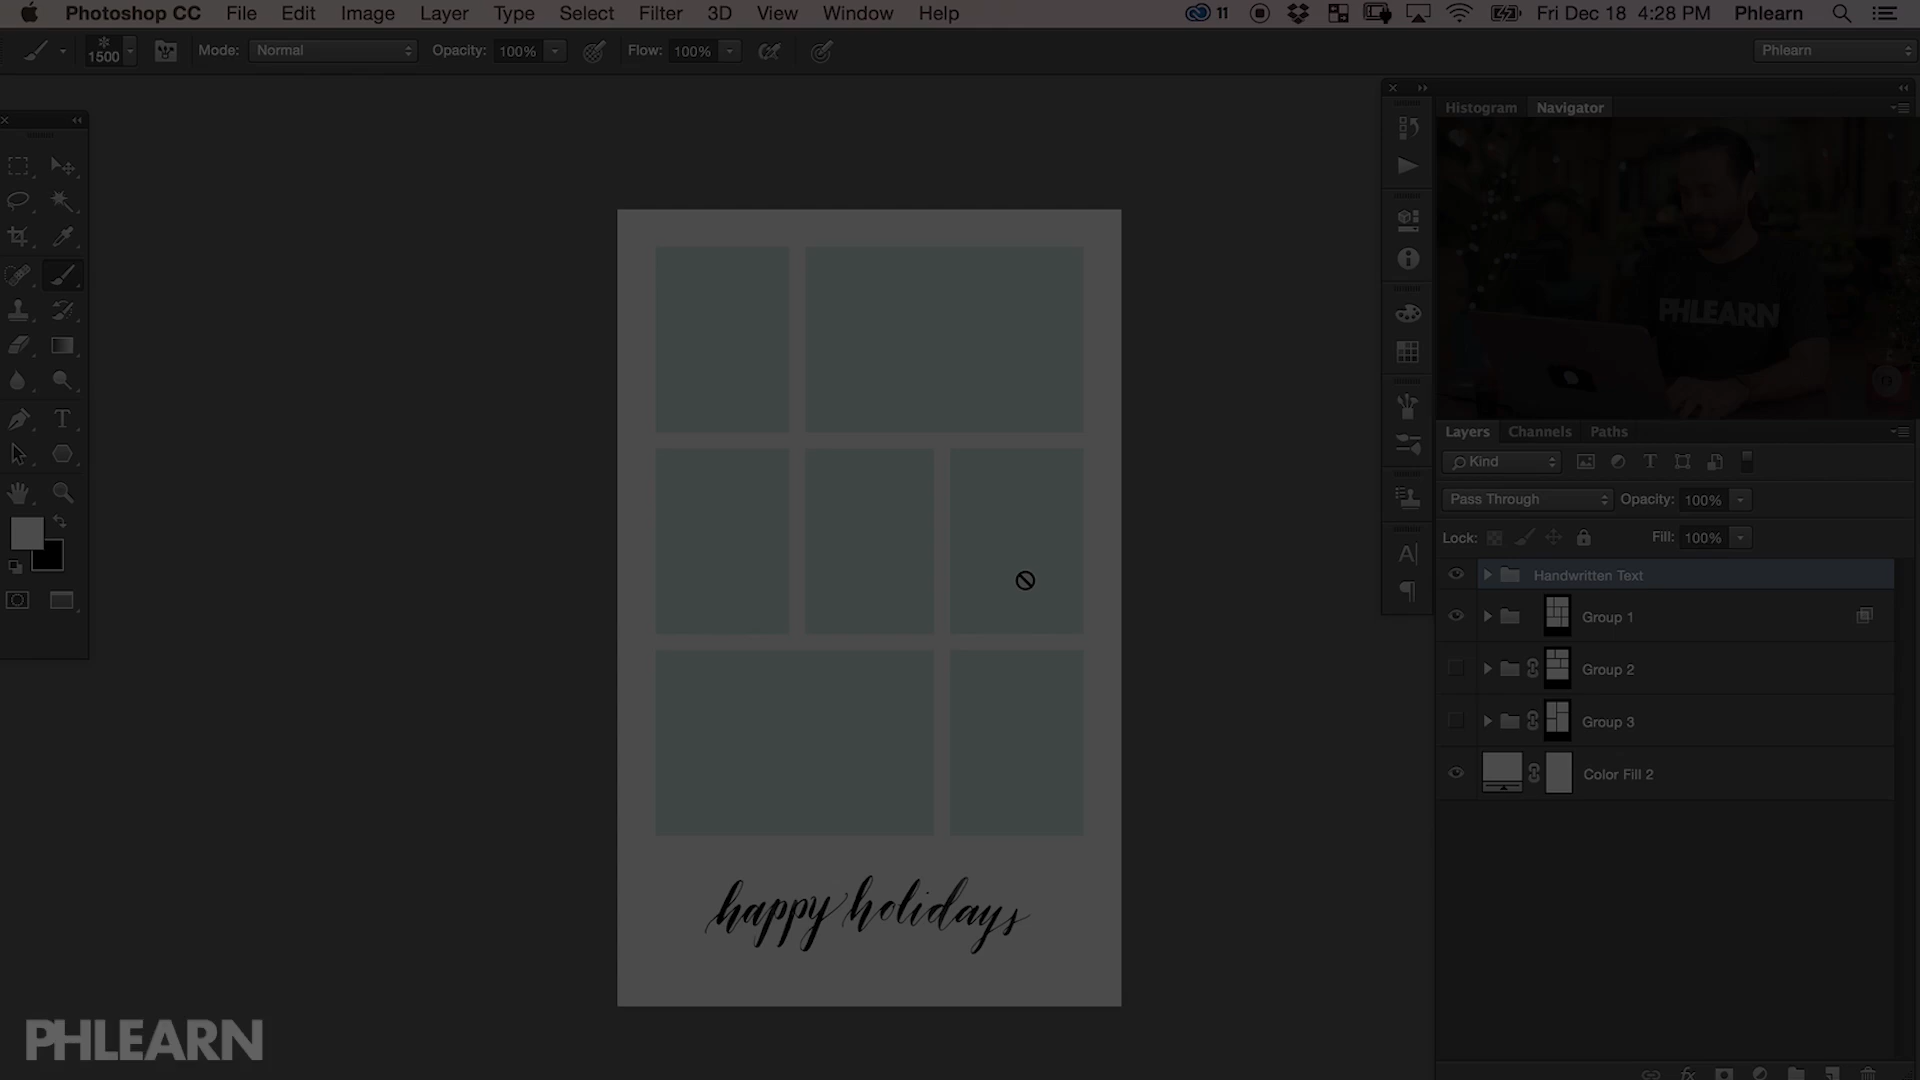 Photoshop CC File Edit Image Layer Type Select Filter 3D View Window Help 11 Fri Dec 18 4:28 PM Phlearn
1500 Mode: Normal Opacity: 100% Flow: 100% Phlearn
Histogram Navigator
PHLEARN
Layers Channels Paths
Kind
Pass Through Opacity: 100%
Lock: Fill: 100%
Handwritten Text
Group 1
Group 2
Group 3
Color Fill 2
happy holidays
PHLEARN